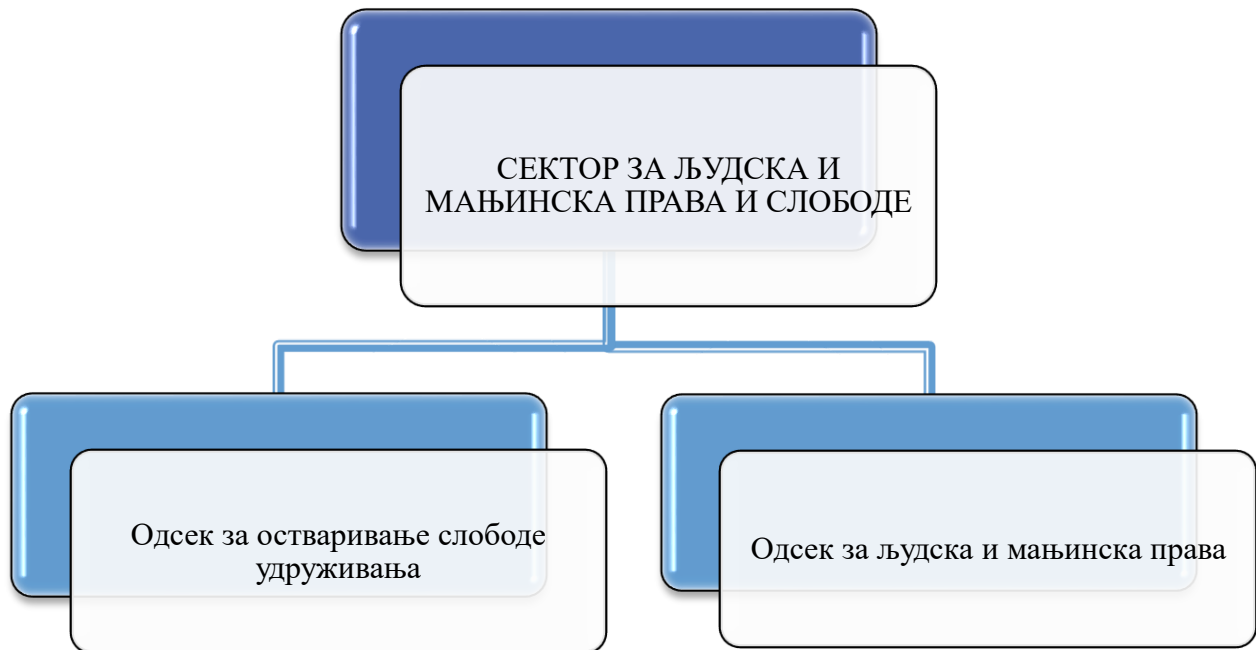 СЕКТОР ЗА ЉУДСКА И
МАЊИНСКА ПРАВА И СЛОБОДЕ
Одсек за остваривање слободе
удруживања
Одсек за људска и мањинска права